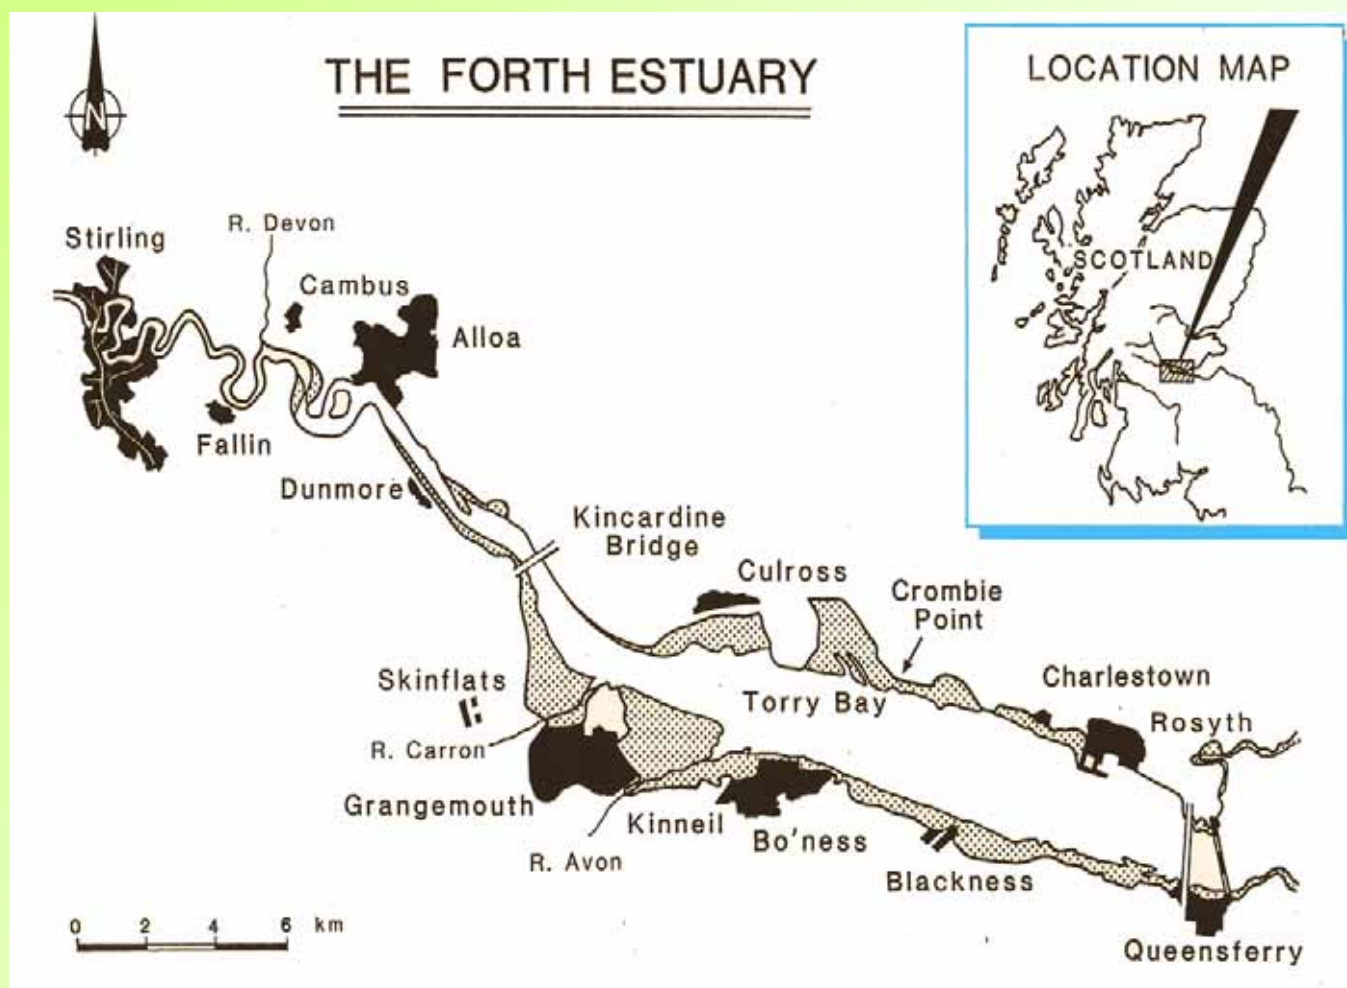 THE FORTH ESTUARY
LOCATION MAP
N
SCOTLAND
R. Devon
Stirling
Cambus
Alloa
Fallin
Dunmore
Kincardine
Bridge
Culross
Crombie
Point
Skinflats
Torry Bay
Charlestown
Rosyth
R. Carron
Grangemouth
Kinneil
Bo'ness
R. Avon
Blackness
Queensferry
0 2 4 6 km